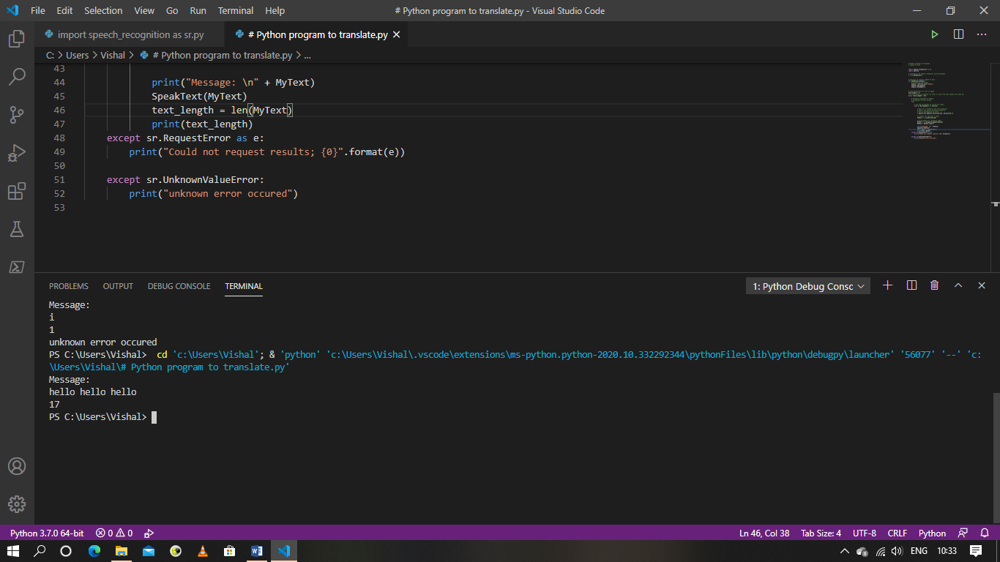 File Edit Selection View Go Run Terminal Help # Python program to translate.py - Visual Studio Code
import speech_recognition as sr.py # Python program to translate.py
C: > Users > Vishal > # Python program to translate.py > ...
43
44 print("Message: \n" + MyText)
45 SpeakText(MyText)
46 text_length = len(MyText)
47 print(text_length)
48 except sr.RequestError as e:
49 print("Could not request results; {0}".format(e))
50
51 except sr.UnknownValueError:
52 print("unknown error occured")
53
PROBLEMS OUTPUT DEBUG CONSOLE TERMINAL 1: Python Debug Consc
Message:
i
1
unknown error occured
PS C:\Users\Vishal> cd 'c:\Users\Vishal'; & 'python' 'c:\Users\Vishal\.vscode\extensions\ms-python.python-2020.10.332292344\pythonFiles\lib\python\debugpy\launcher' '56077' '--' 'c:
\Users\Vishal\# Python program to translate.py'
Message:
hello hello hello
17
PS C:\Users\Vishal>
Python 3.7.0 64-bit 0 0 Ln 46, Col 38 Tab Size: 4 UTF-8 CRLF Python
ENG 10:33